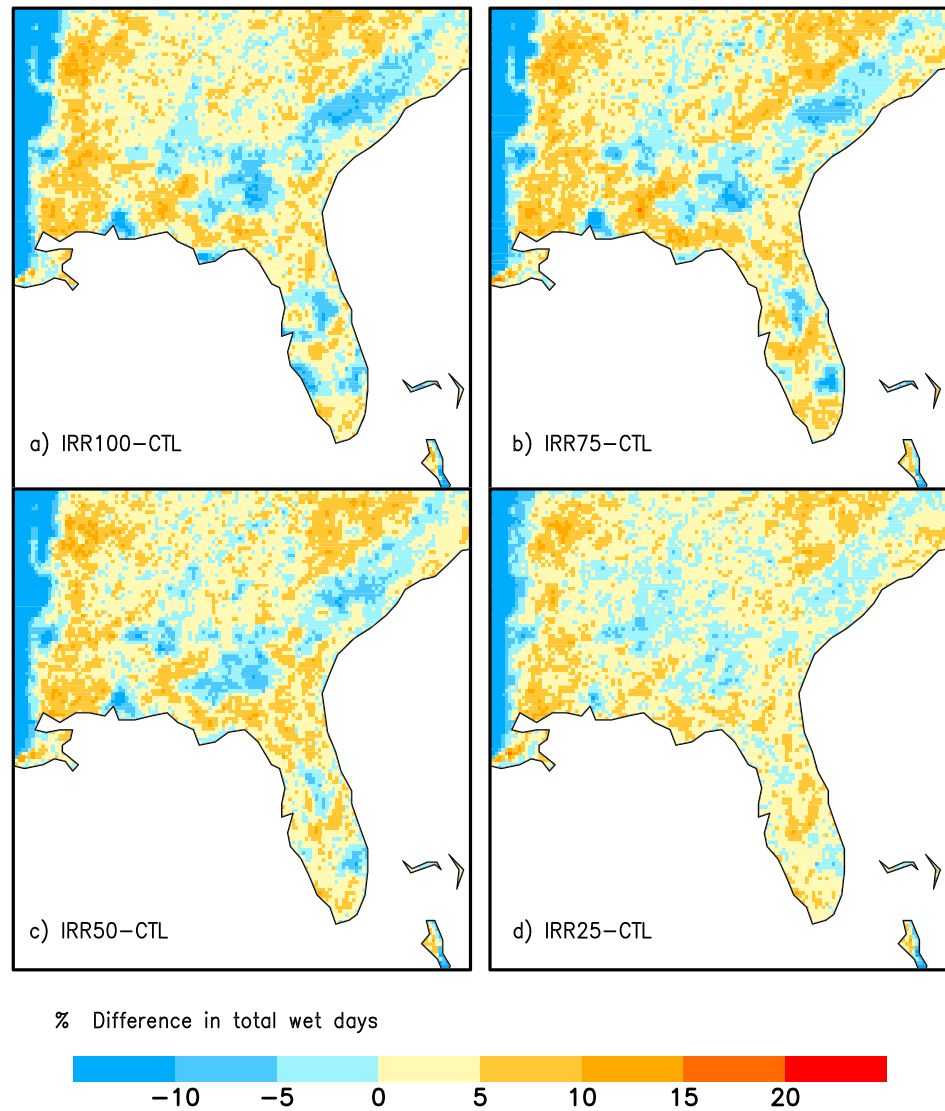 a) IRR100−CTL
b) IRR75−CTL
c) IRR50−CTL
d) IRR25−CTL
% Difference in total wet days
−10 −5 0 5 10 15 20